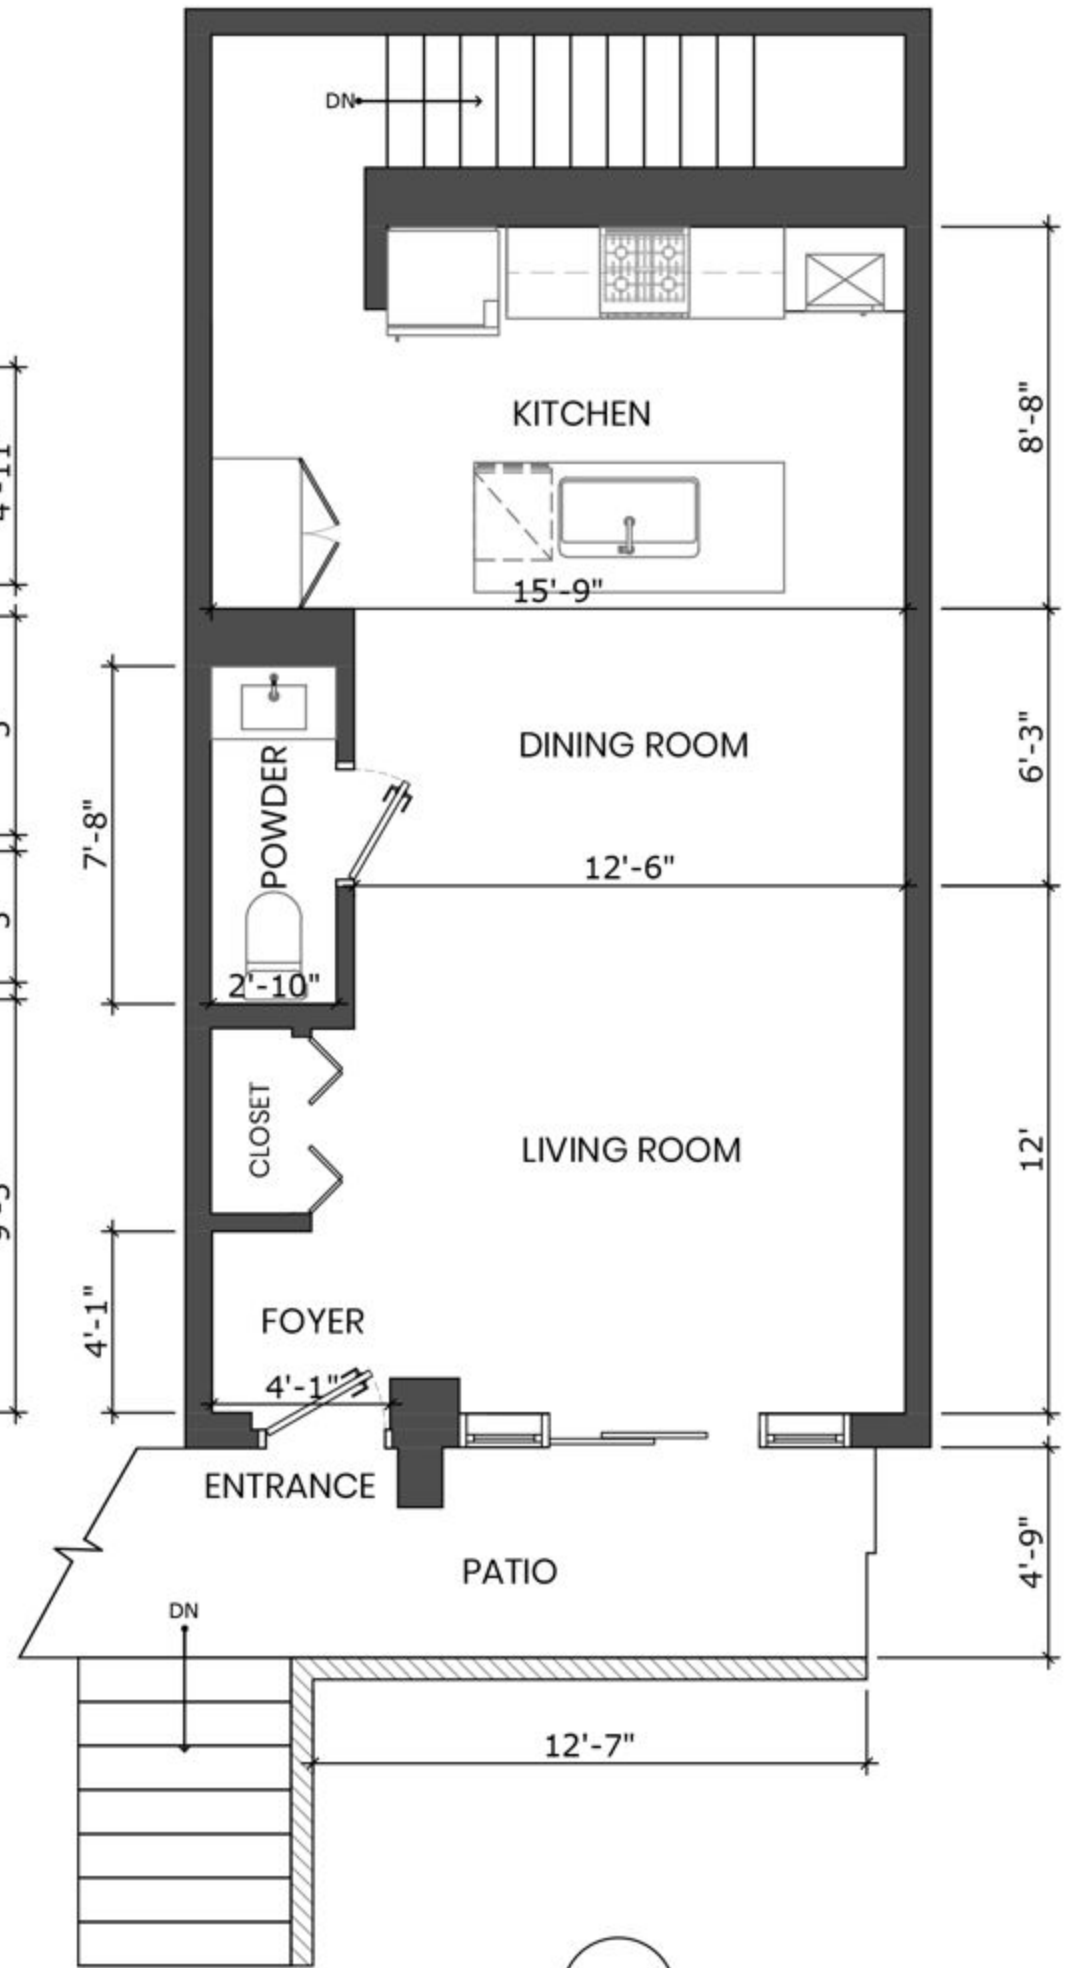 DN
KITCHEN
8'-8"
15'-9"
DINING ROOM
6'-3"
POWDER
7'-8"
12'-6"
2'-10"
CLOSET
LIVING ROOM
12'
FOYER
4'-1"
4'-1"
ENTRANCE
PATIO
4'-9"
DN
12'-7"